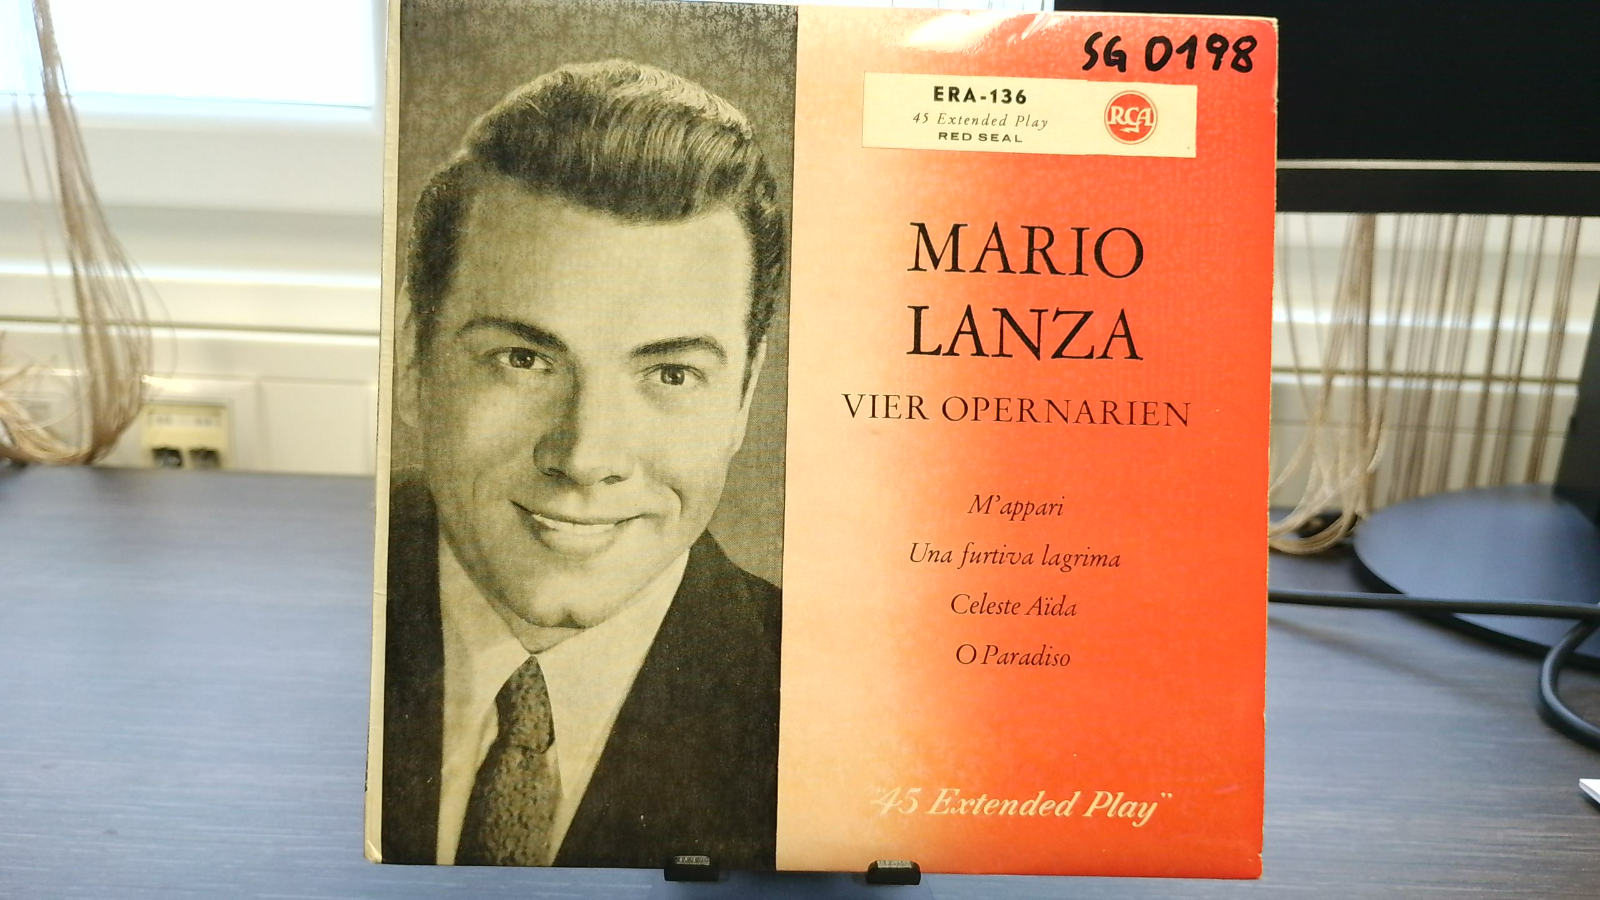 SG 0198
ERA-136
45 Extended Play
RED SEAL
RCA
MARIO
LANZA
VIER OPERNARIEN
M'appari
Una furtiva lagrima
Celeste Aïda
O Paradiso
"45 Extended Play"